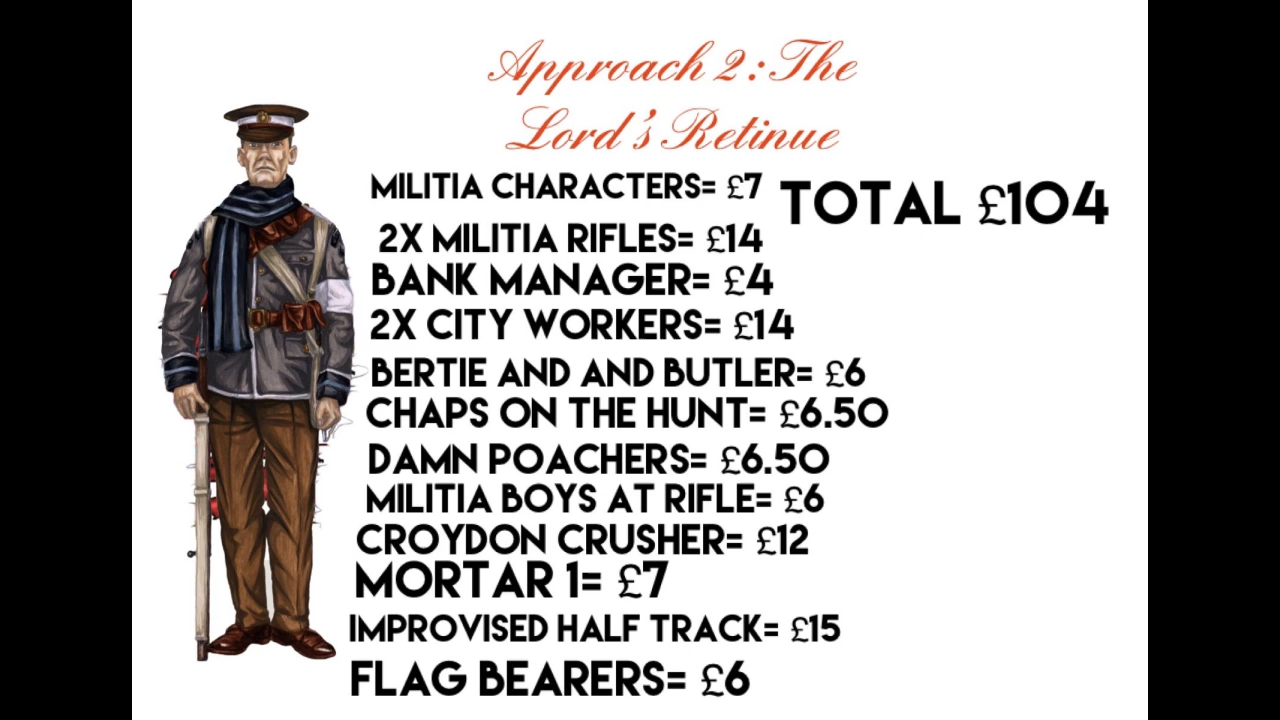 Approach 2: The
Lord's Retinue
MILITIA CHARACTERS= £7
TOTAL £104
2X MILITIA RIFLES= £14
BANK MANAGER= £4
2X CITY WORKERS= £14
BERTIE AND AND BUTLER= £6
CHAPS ON THE HUNT= £6.50
DAMN POACHERS= £6.50
MILITIA BOYS AT RIFLE= £6
CROYDON CRUSHER= £12
MORTAR 1= £7
IMPROVISED HALF TRACK= £15
FLAG BEARERS= £6